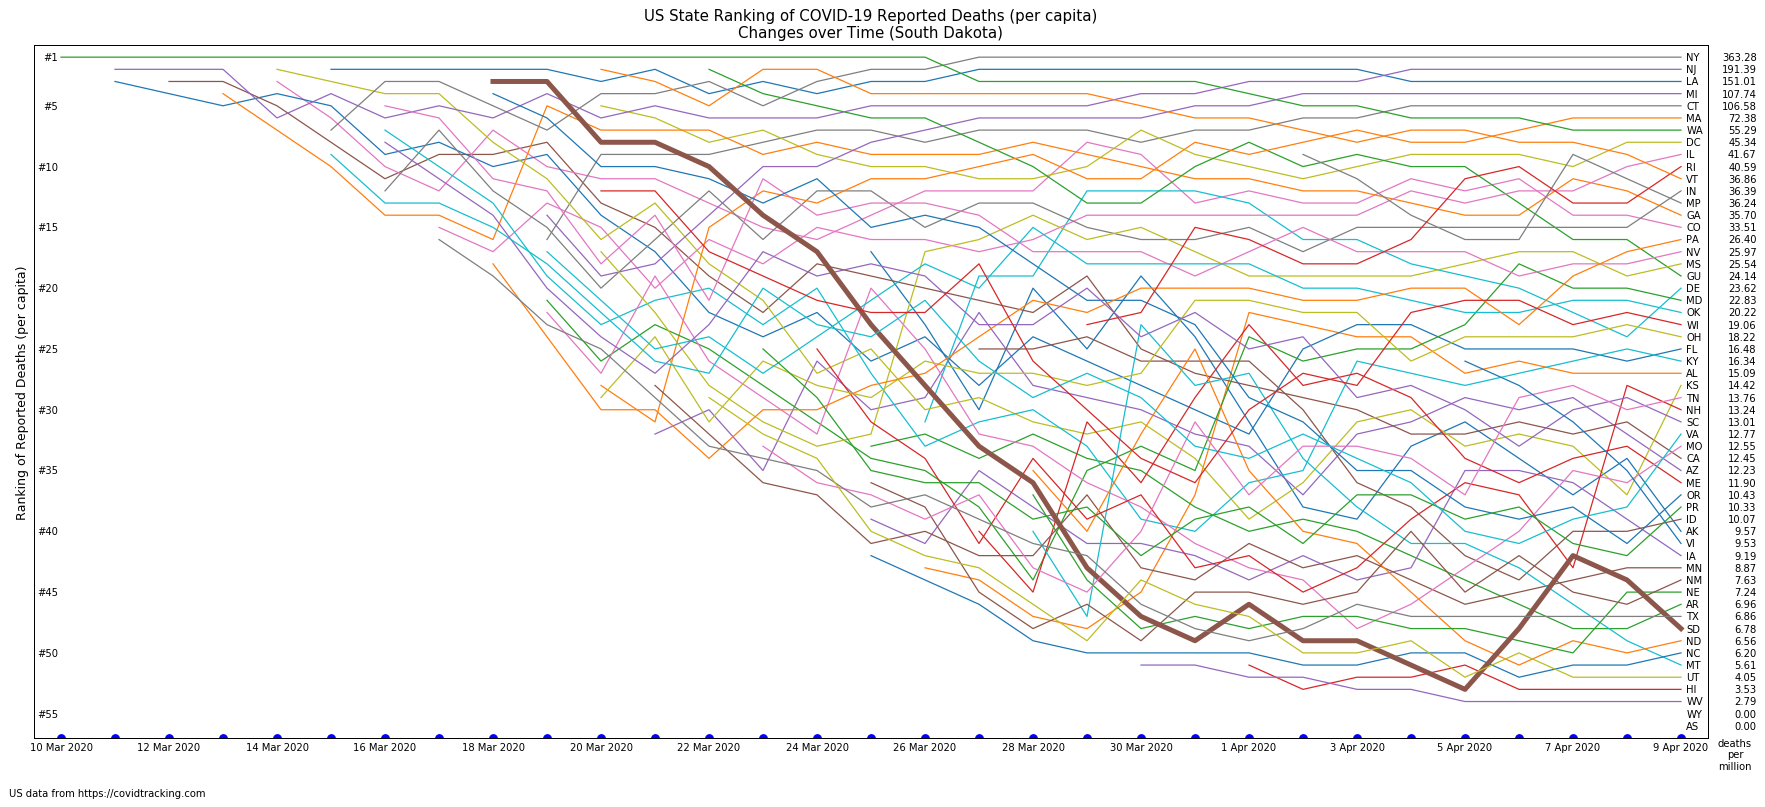 US State Ranking of COVID-19 Reported Deaths (per capita)
Changes over Time (South Dakota)
Ranking of Reported Deaths (per capita)
#1
#5
#10
#15
#20
#25
#30
#35
#40
#45
#50
#55
NY 363.28
NJ 191.39
LA 151.01
MI 107.74
CT 106.58
MA 72.38
WA 55.29
DC 45.34
IL 41.67
RI 40.59
VT 36.86
IN 36.39
MP 36.24
GA 35.70
CO 33.51
PA 26.40
NV 25.97
MS 25.54
GU 24.14
DE 23.62
MD 22.83
OK 20.22
WI 19.06
OH 18.22
FL 16.48
KY 16.34
AL 15.09
KS 14.42
TN 13.76
NH 13.24
SC 13.01
VA 12.77
MO 12.55
CA 12.45
AZ 12.23
ME 11.90
OR 10.43
PR 10.33
ID 10.07
AK 9.57
VI 9.53
IA 9.19
MN 8.87
NM 7.63
NE 7.24
AR 6.96
TX 6.86
SD 6.78
ND 6.56
NC 6.20
MT 5.61
UT 4.05
HI 3.53
WV 2.79
WY 0.00
AS 0.00
10 Mar 2020 12 Mar 2020 14 Mar 2020 16 Mar 2020 18 Mar 2020 20 Mar 2020 22 Mar 2020 24 Mar 2020 26 Mar 2020 28 Mar 2020 30 Mar 2020 1 Apr 2020 3 Apr 2020 5 Apr 2020 7 Apr 2020 9 Apr 2020
deaths
per
million
US data from https://covidtracking.com